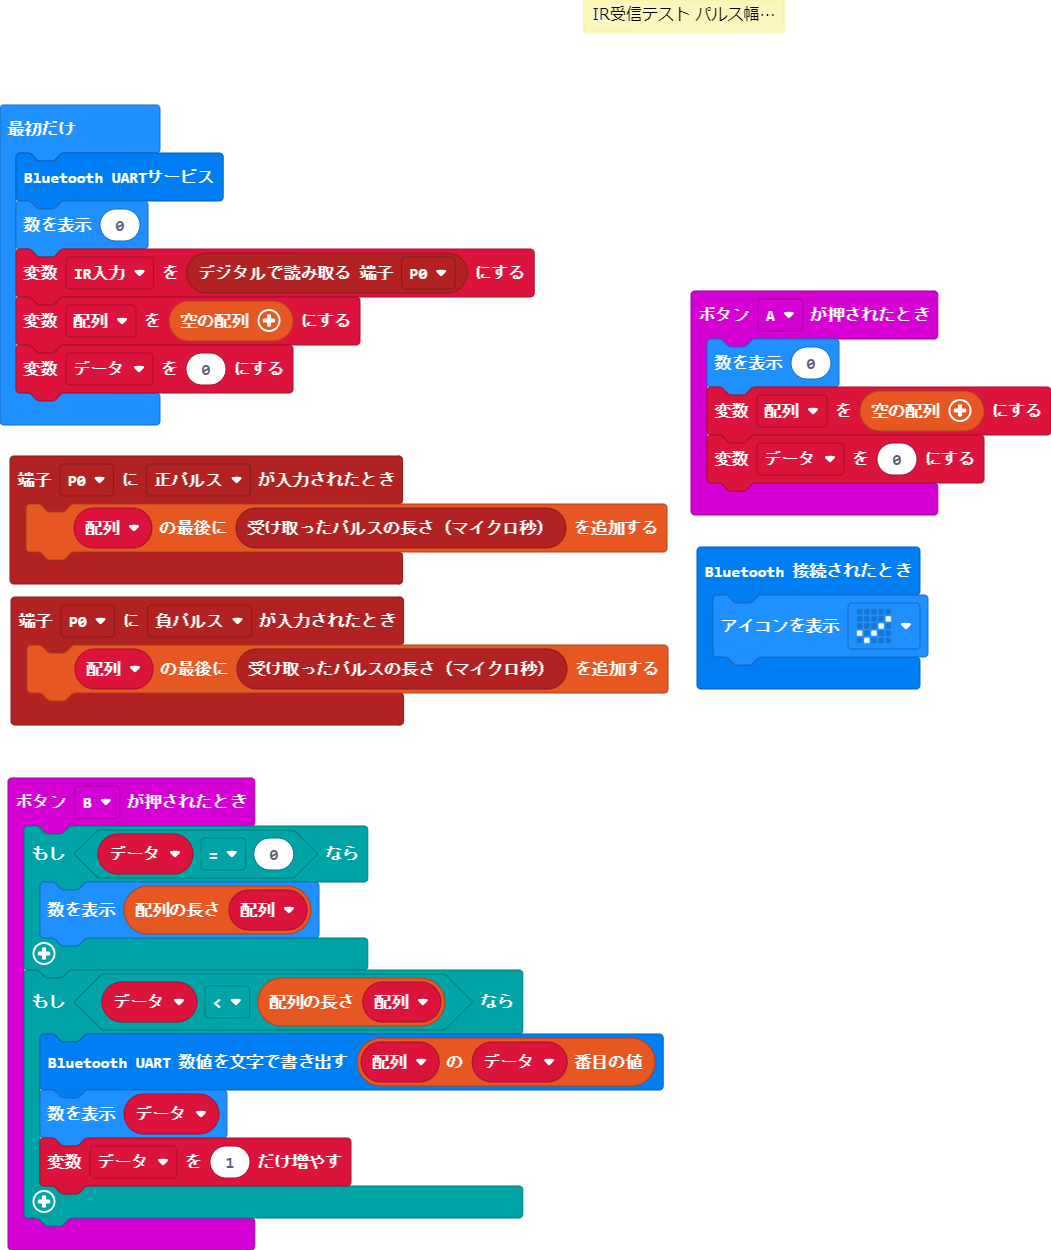 IR受信テスト パルス幅…
最初だけ
Bluetooth UARTサービス
数を表示 0
変数 IR入力 を デジタルで読み取る 端子 P0 にする
変数 配列 を 空の配列 にする
変数 データ を 0 にする
端子 P0 に 正パルス が入力されたとき
配列 の最後に 受け取ったパルスの長さ（マイクロ秒） を追加する
端子 P0 に 負パルス が入力されたとき
配列 の最後に 受け取ったパルスの長さ（マイクロ秒） を追加する
ボタン A が押されたとき
数を表示 0
変数 配列 を 空の配列 にする
変数 データ を 0 にする
Bluetooth 接続されたとき
アイコンを表示
ボタン B が押されたとき
もし データ = 0 なら
数を表示 配列の長さ 配列
もし データ < 配列の長さ 配列 なら
Bluetooth UART 数値を文字で書き出す 配列 の データ 番目の値
数を表示 データ
変数 データ を 1 だけ増やす